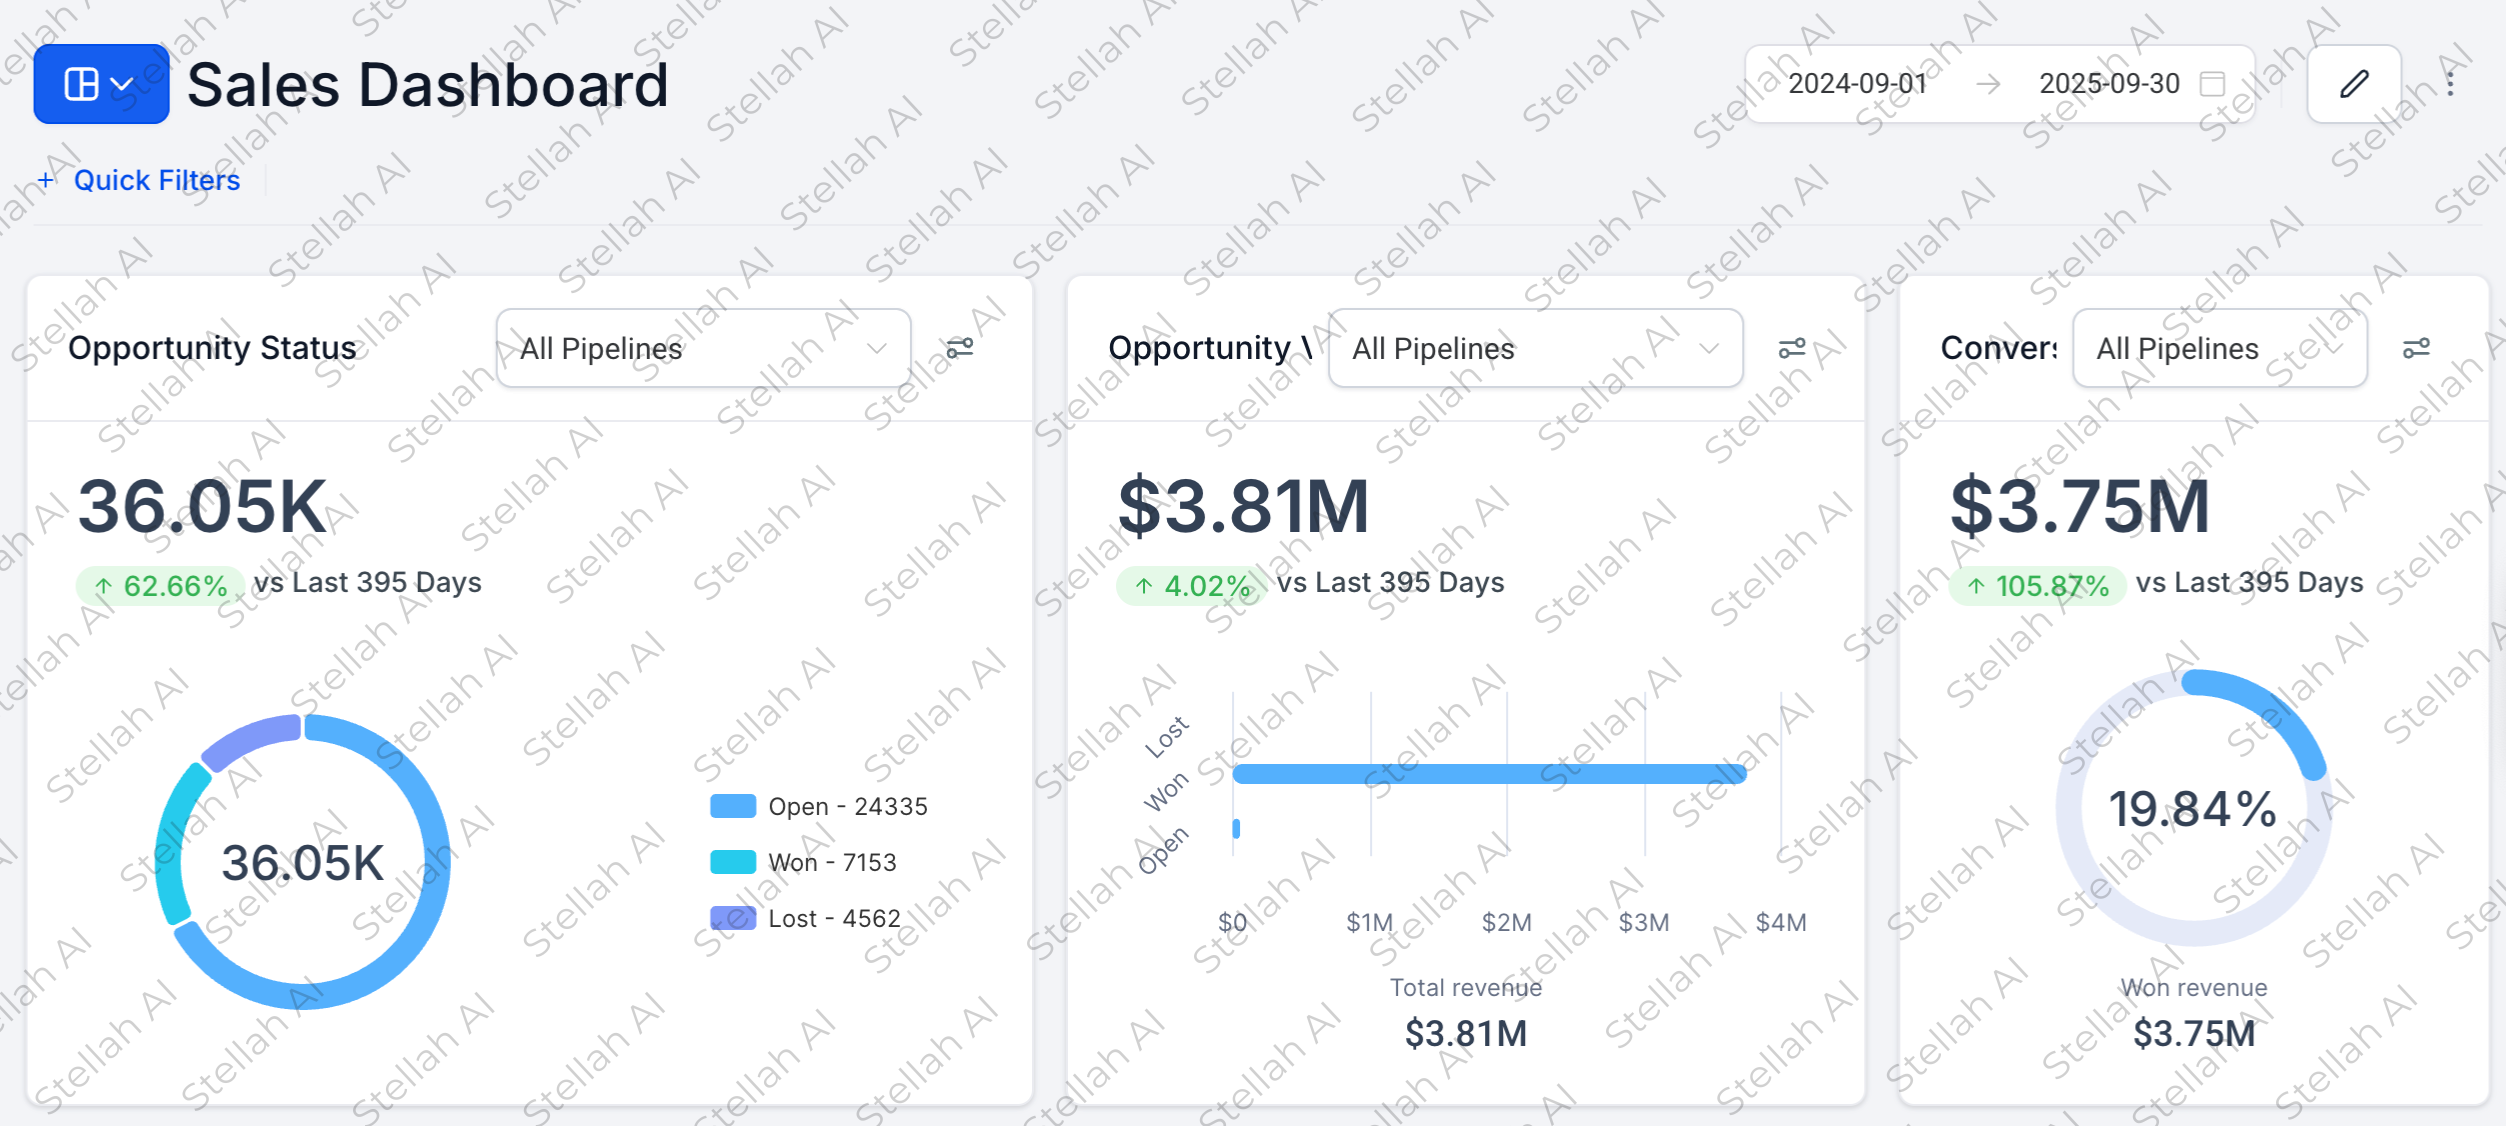 Sales Dashboard
2024-09-01 → 2025-09-30
+ Quick Filters
Opportunity Status
All Pipelines
36.05K
↑ 62.66% vs Last 395 Days
36.05K
Open - 24335
Won - 7153
Lost - 4562
Opportunity V
All Pipelines
$3.81M
↑ 4.02% vs Last 395 Days
Lost
Won
Open
$0 $1M $2M $3M $4M
Total revenue
$3.81M
Convers
All Pipelines
$3.75M
↑ 105.87% vs Last 395 Days
19.84%
Won revenue
$3.75M
Stellah AI